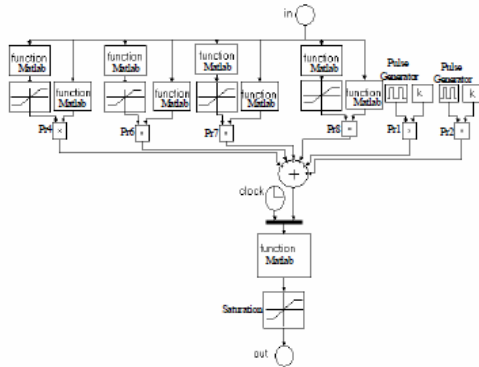 in
function
Matlab
function
Matlab
function
Matlab
function
Matlab
Pulse
Generator
Pulse
Generator
function
Matlab
function
Matlab
function
Matlab
function
Matlab
k
k
Pr4
x
Pr6
x
Pr7
x
Pr8
x
Pr1
x
Pr2
x
+
clock
function
Matlab
Saturation
out